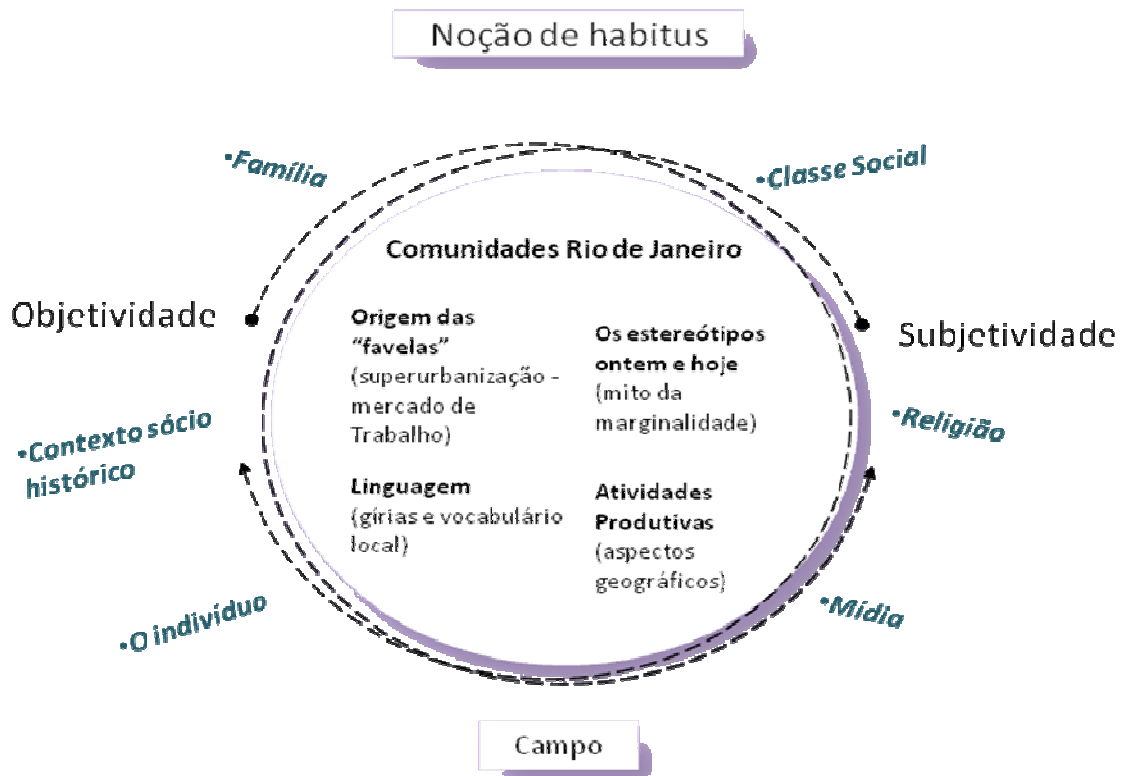 Noção de habitus
•Família
•Classe Social
Comunidades Rio de Janeiro
Objetividade
Subjetividade
Origem das
“favelas”
(superurbanização -
mercado de
Trabalho)
Os estereótipos
ontem e hoje
(mito da
marginalidade)
•Contexto sócio
histórico
•Religião
Linguagem
(gírias e vocabulário
local)
Atividades
Produtivas
(aspectos
geográficos)
•O indivíduo
•Mídia
Campo